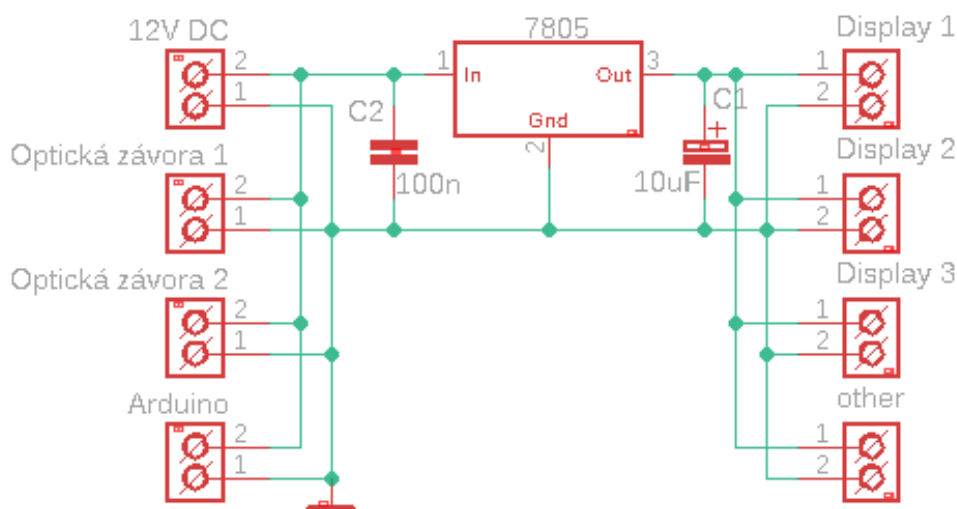 12V DC
2
1
Optická závora 1
2
1
Optická závora 2
2
1
Arduino
2
1
C2
100n
7805
1
In
Out
3
Gnd
2
C1
+
10uF
Display 1
1
2
Display 2
1
2
Display 3
1
2
other
1
2